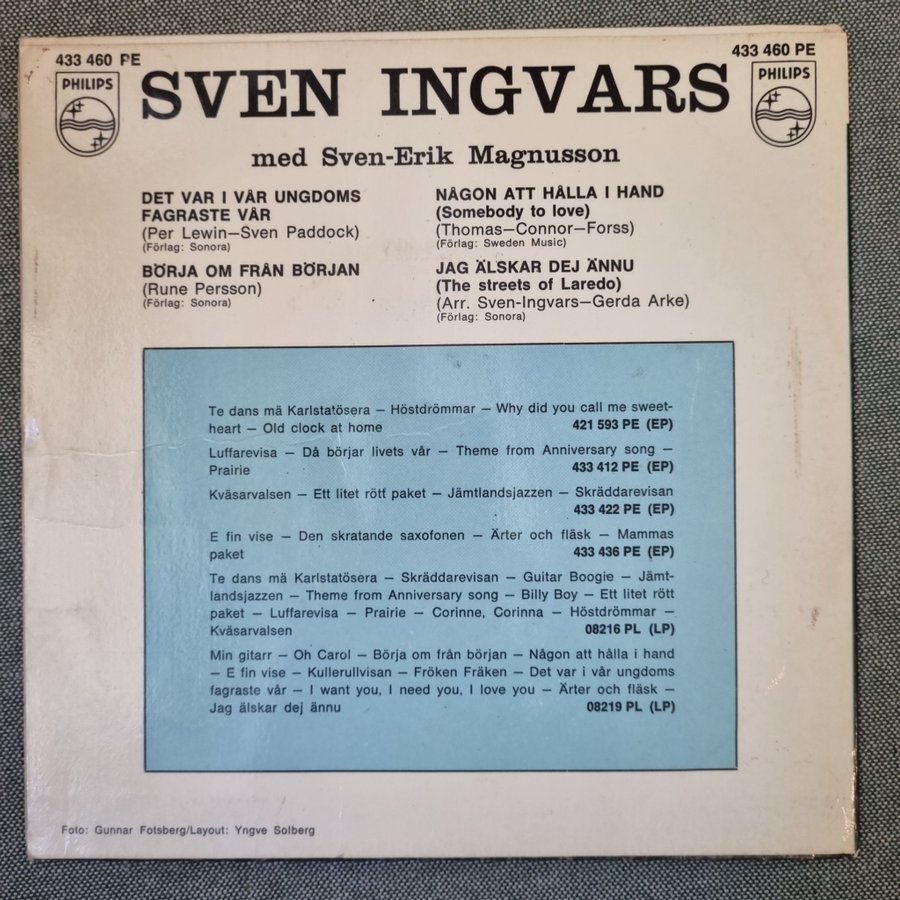 433 460 PE
433 460 PE
PHILIPS
PHILIPS
SVEN INGVARS
med Sven-Erik Magnusson
DET VAR I VÅR UNGDOMS
FAGRASTE VÅR
(Per Lewin—Sven Paddock)
(Förlag: Sonora)
BÖRJA OM FRÅN BÖRJAN
(Rune Persson)
(Förlag: Sonora)
NÅGON ATT HÅLLA I HAND
(Somebody to love)
(Thomas—Connor—Forss)
(Förlag: Sweden Music)
JAG ÄLSKAR DEJ ÄNNU
(The streets of Laredo)
(Arr. Sven-Ingvars—Gerda Arke)
(Förlag: Sonora)
Te dans mä Karlstatösera — Höstdrömmar — Why did you call me sweet-
heart — Old clock at home 421 593 PE (EP)
Luffarevisa — Då börjar livets vår — Theme from Anniversary song —
Prairie 433 412 PE (EP)
Kväsarvalsen — Ett litet rött paket — Jämtlandsjazzen — Skräddarevisan
433 422 PE (EP)
E fin vise — Den skratande saxofonen — Ärter och fläsk — Mammas
paket 433 436 PE (EP)
Te dans mä Karlstatösera — Skräddarevisan — Guitar Boogie — Jämt-
landsjazzen — Theme from Anniversary song — Billy Boy — Ett litet rött
paket — Luffarevisa — Prairie — Corinne, Corinna — Höstdrömmar —
Kväsarvalsen 08216 PL (LP)
Min gitarr — Oh Carol — Börja om från början — Någon att hålla i hand
— E fin vise — Kullerullvisan — Fröken Fräken — Det var i vår ungdoms
fagraste vår — I want you, I need you, I love you — Ärter och fläsk —
Jag älskar dej ännu 08219 PL (LP)
Foto: Gunnar Fotsberg/Layout: Yngve Solberg